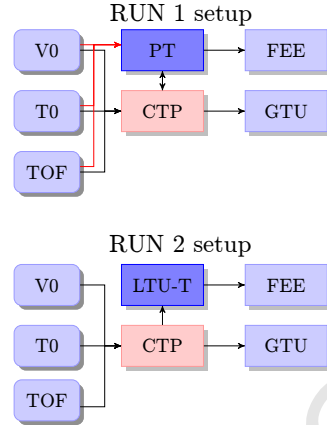 RUN 1 setup
V0 PT FEE
T0 CTP GTU
TOF
RUN 2 setup
V0 LTU-T FEE
T0 CTP GTU
TOF